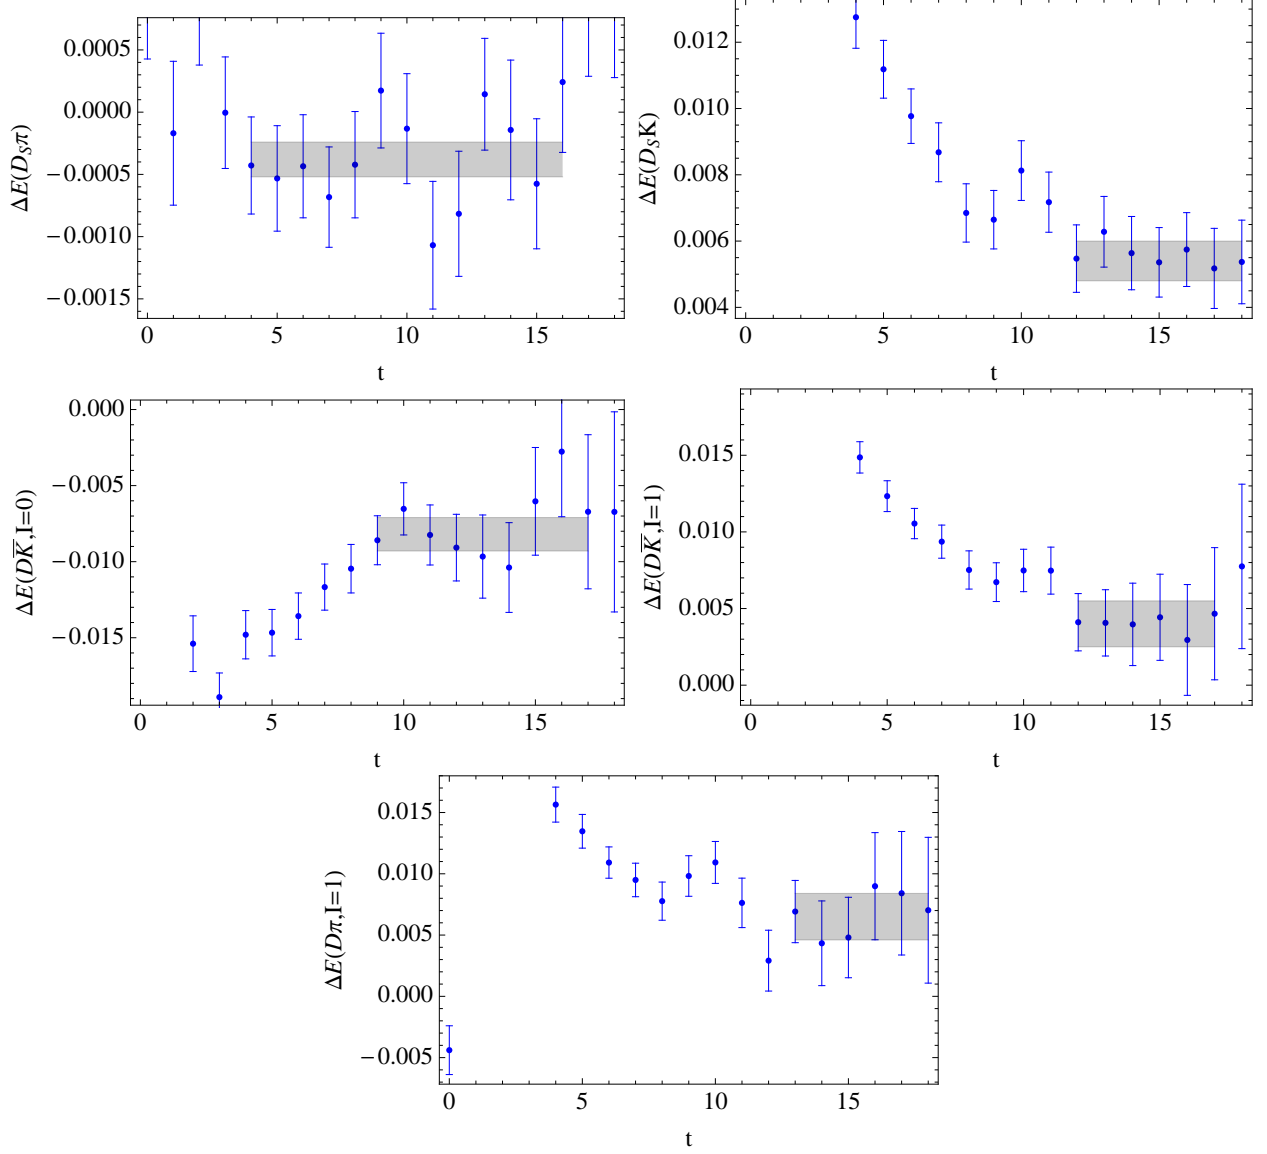 0.0005
0.0000
−0.0005
−0.0010
−0.0015
ΔE(D_Sπ)
0 5 10 15
t
0.012
0.010
0.008
0.006
0.004
ΔE(D_SK)
0 5 10 15
t
0.000
−0.005
−0.010
−0.015
ΔE(D\overline{K},I=0)
0 5 10 15
t
0.015
0.010
0.005
0.000
ΔE(D\overline{K},I=1)
0 5 10 15
t
0.015
0.010
0.005
0.000
−0.005
ΔE(Dπ,I=1)
0 5 10 15
t